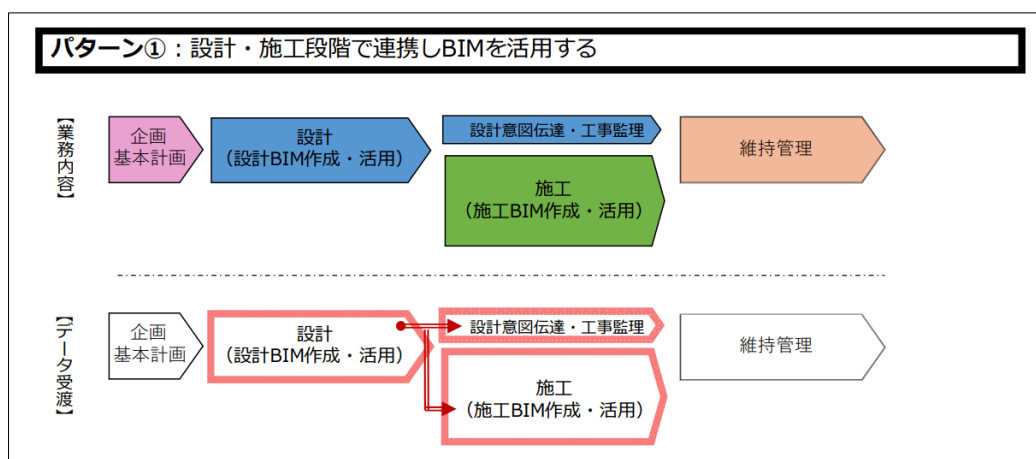 パターン①：設計・施工段階で連携しBIMを活用する
【業務内容】
企画
基本計画
設計
（設計BIM作成・活用）
設計意図伝達・工事監理
施工
（施工BIM作成・活用）
維持管理
【データ受渡】
企画
基本計画
設計
（設計BIM作成・活用）
設計意図伝達・工事監理
施工
（施工BIM作成・活用）
維持管理